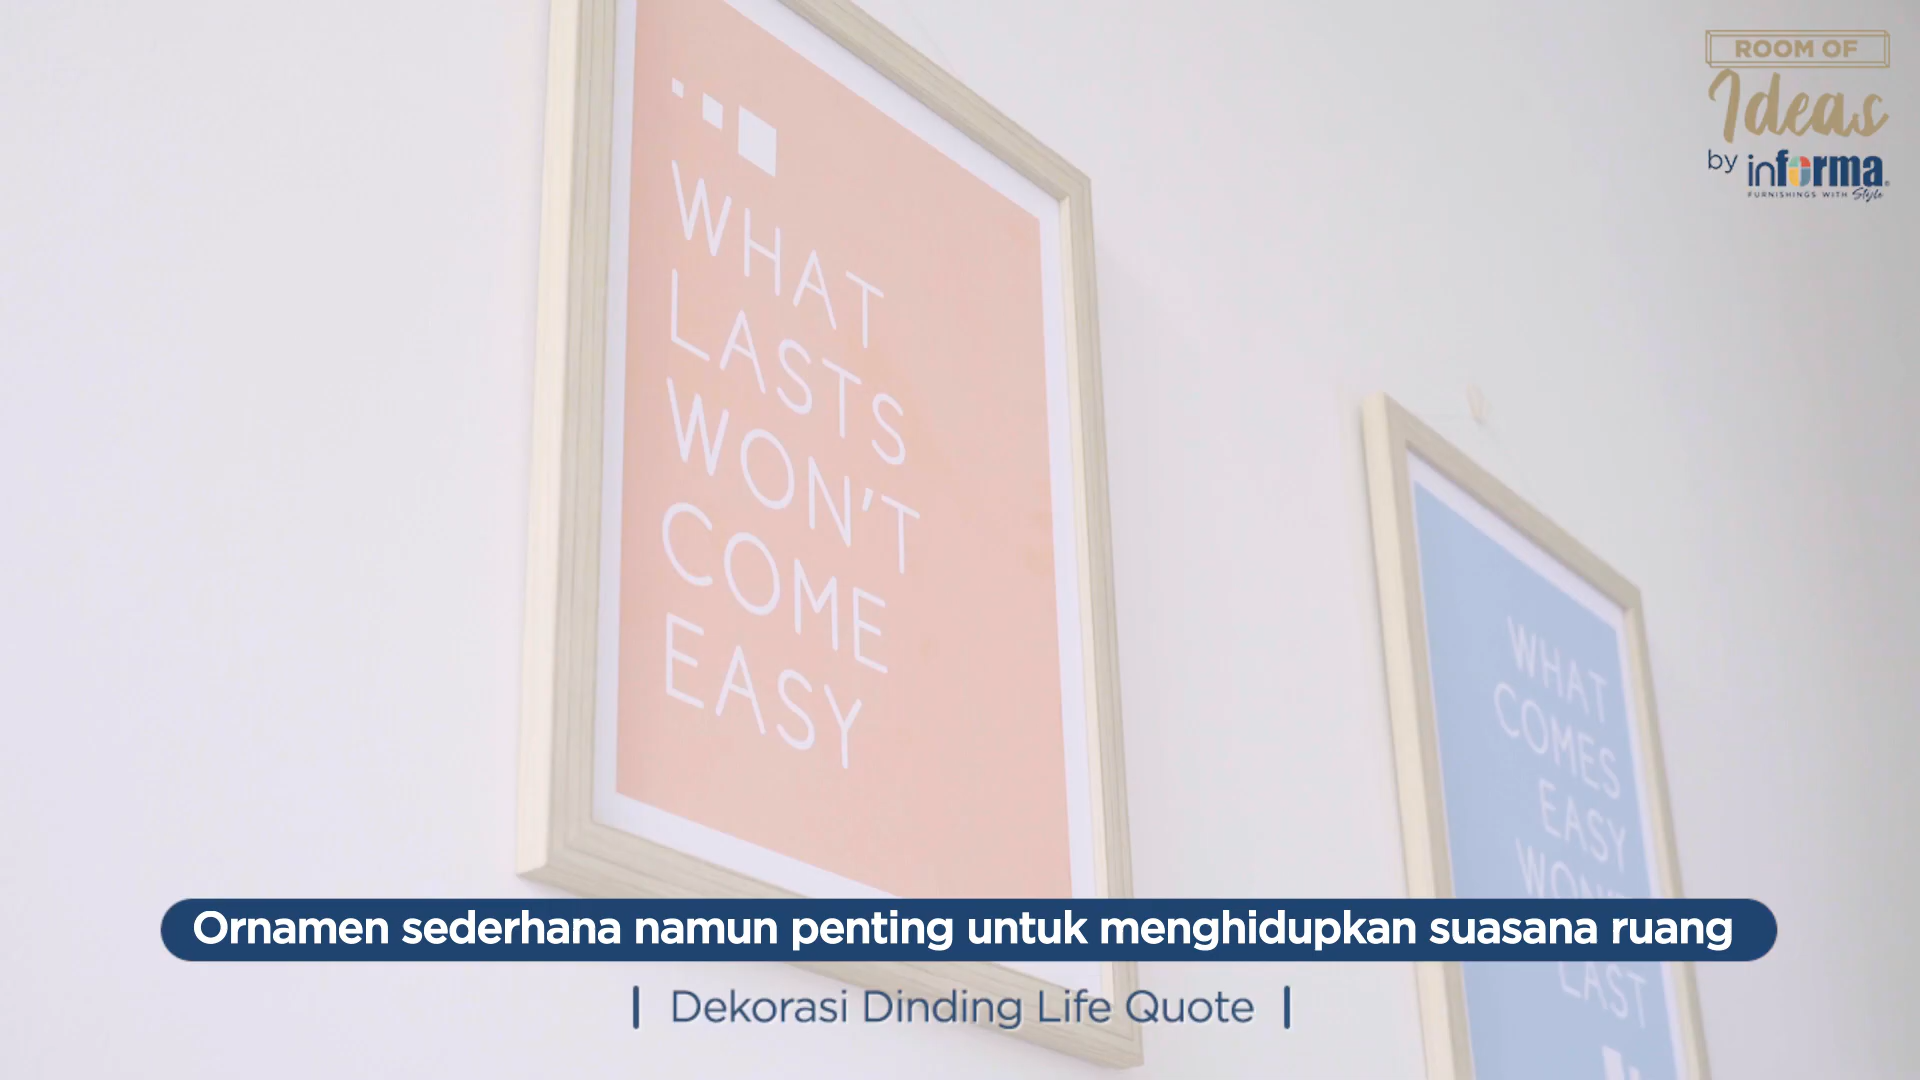 ROOM OF
Ideas
by informa
FURNISHINGS WITH Style
WHAT
LASTS
WON'T
COME
EASY
WHAT
COMES
EASY
WON'T
LAST
Ornamen sederhana namun penting untuk menghidupkan suasana ruang
| Dekorasi Dinding Life Quote |